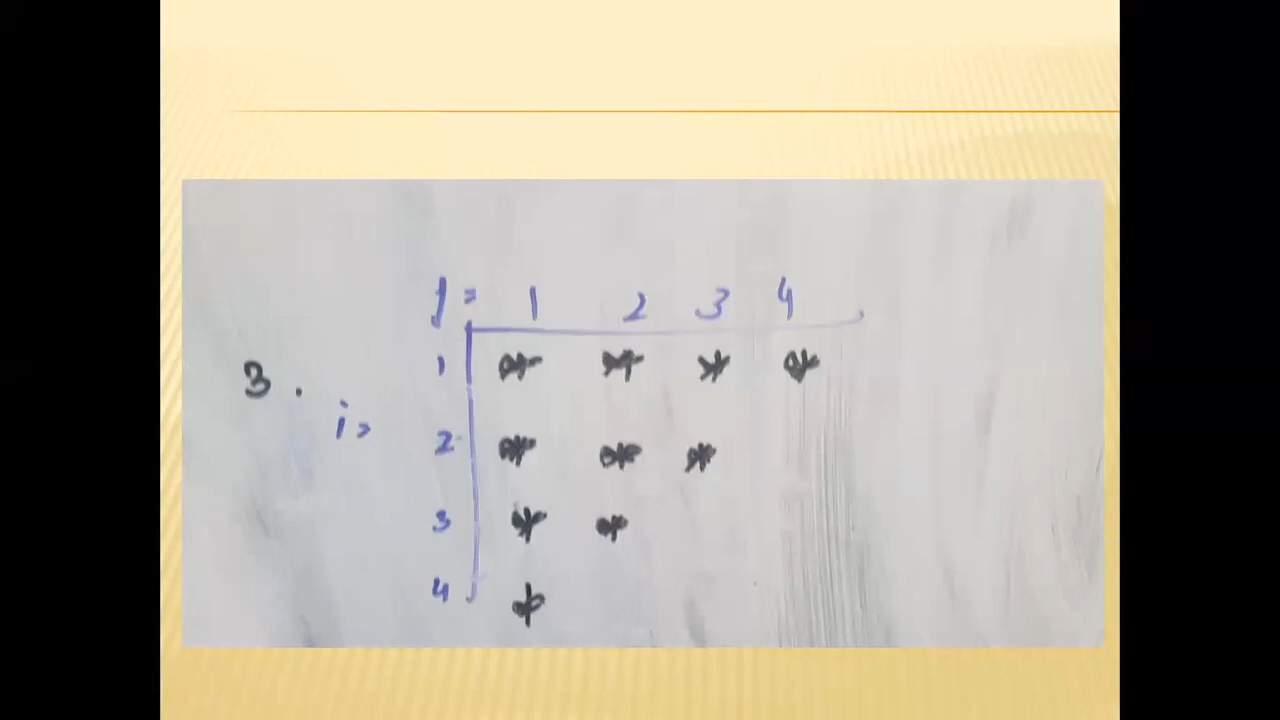 j= 1 2 3 4
1 * * * *
3. i=
2 * * *
3 * *
4 *